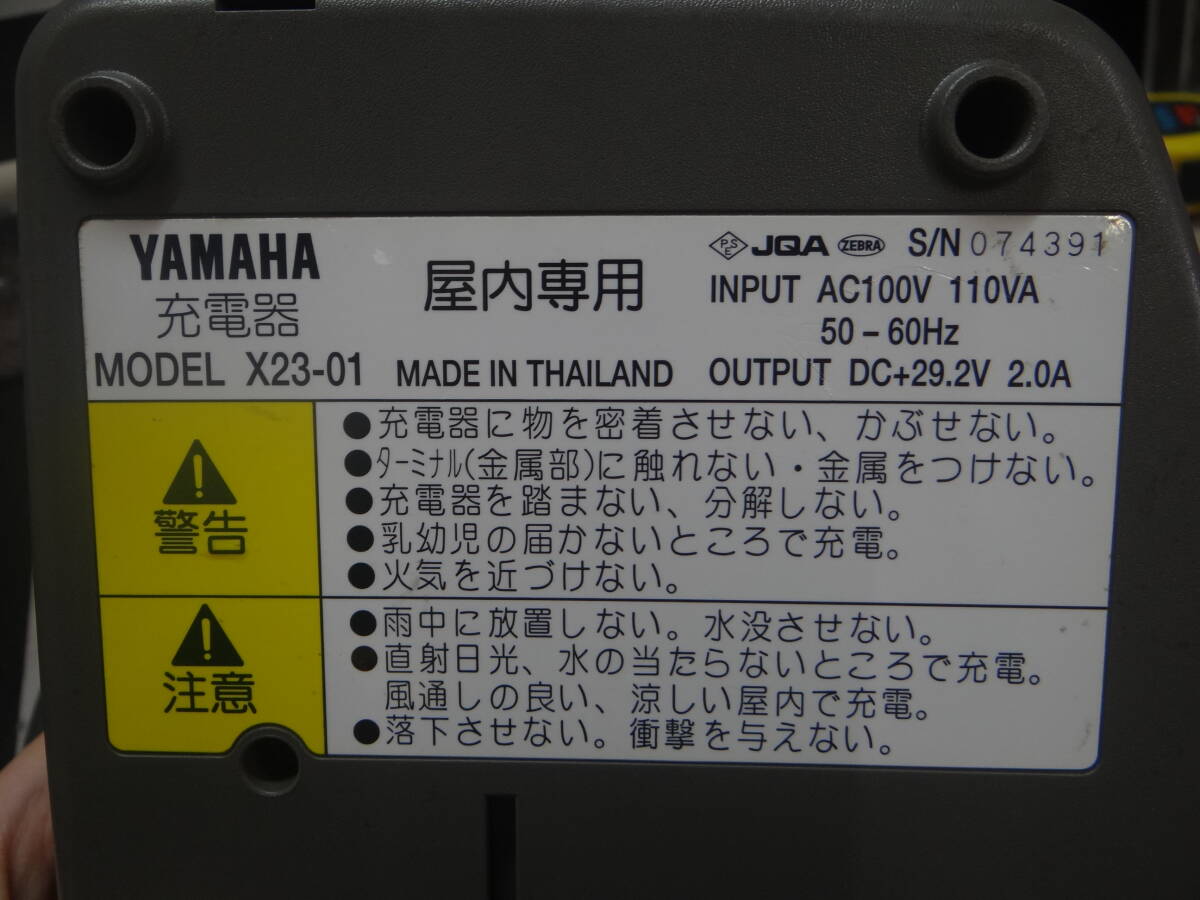 YAMAHA
充電器
MODEL X23-01
屋内専用
MADE IN THAILAND
PSE JQA ZEBRA S/N 074391
INPUT AC100V 110VA
50－60Hz
OUTPUT DC+29.2V 2.0A
警告
●充電器に物を密着させない、かぶせない。
●ﾀｰﾐﾅﾙ(金属部)に触れない・金属をつけない。
●充電器を踏まない、分解しない。
●乳幼児の届かないところで充電。
●火気を近づけない。
注意
●雨中に放置しない。水没させない。
●直射日光、水の当たらないところで充電。
風通しの良い、涼しい屋内で充電。
●落下させない。衝撃を与えない。